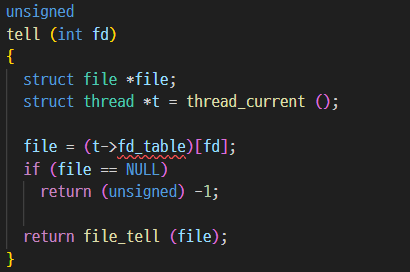 unsigned
tell (int fd)
{
  struct file *file;
  struct thread *t = thread_current ();

  file = (t->fd_table)[fd];
  if (file == NULL)
    return (unsigned) -1;

  return file_tell (file);
}